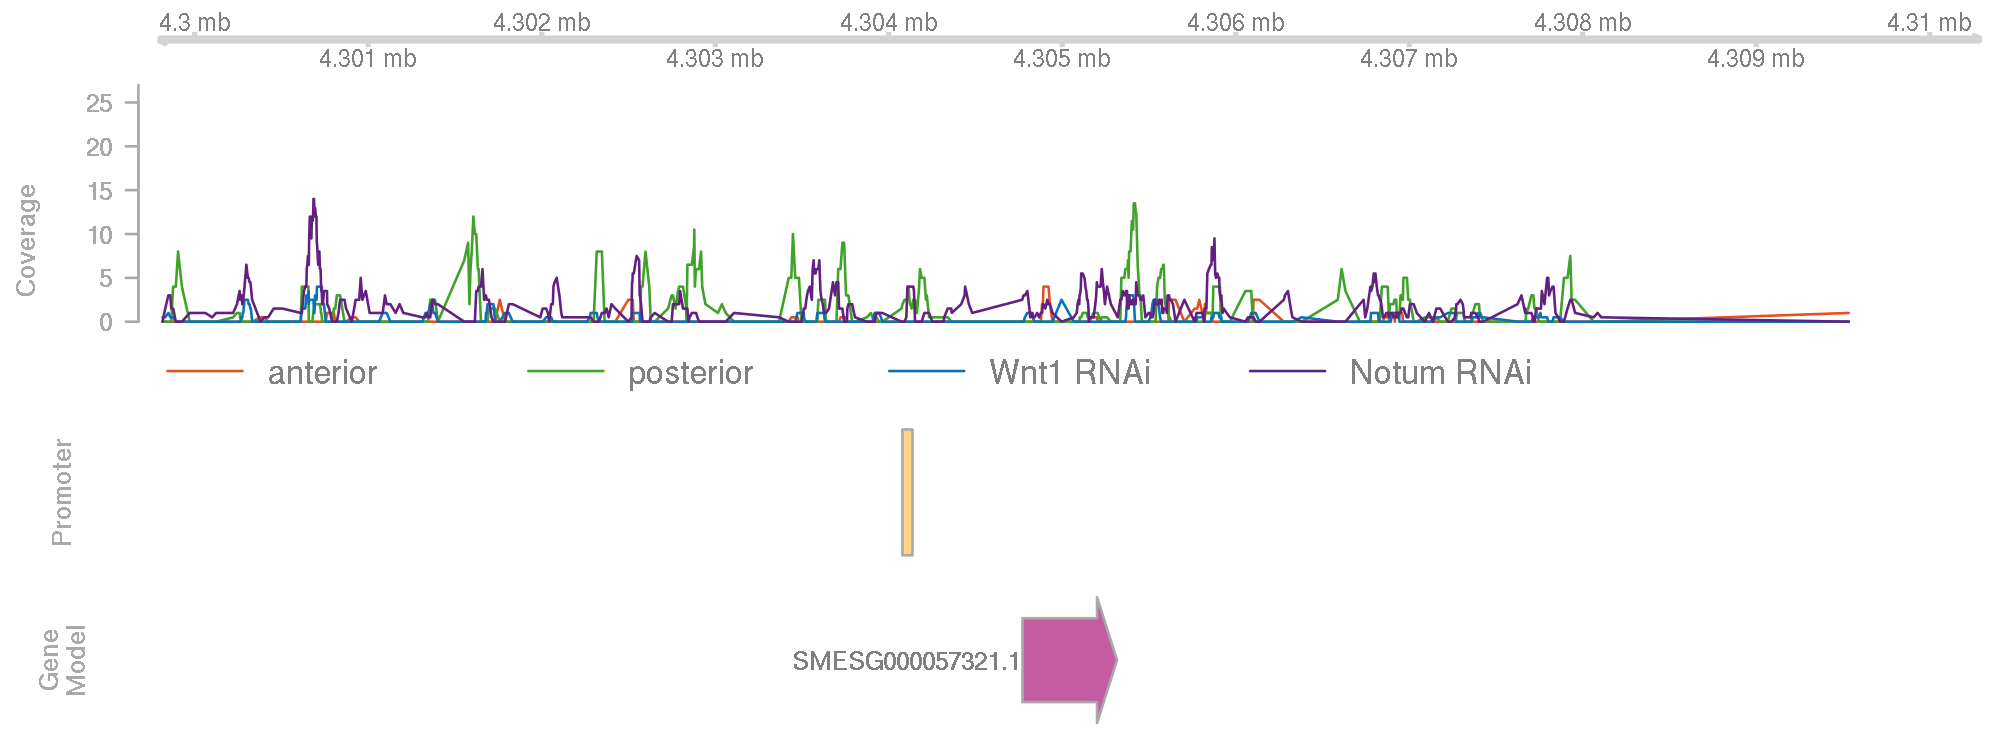 4.3 mb 4.302 mb 4.304 mb 4.306 mb 4.308 mb 4.31 mb
4.301 mb 4.303 mb 4.305 mb 4.307 mb 4.309 mb
Coverage
25
20
15
10
5
0
anterior posterior Wnt1 RNAi Notum RNAi
Promoter
Gene
Model
SMESG000057321.1